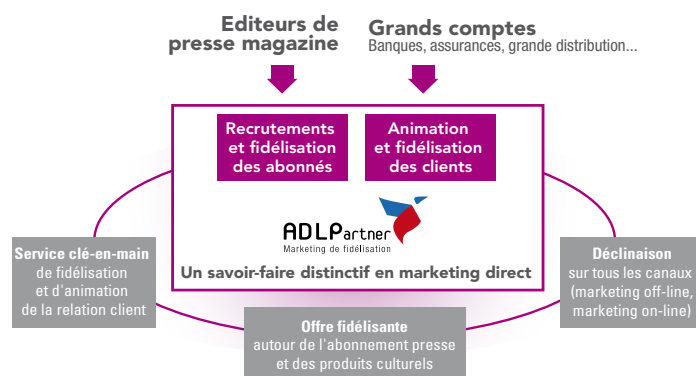 Editeurs de
presse magazine
Grands comptes
Banques, assurances, grande distribution...
Recrutements
et fidélisation
des abonnés
Animation
et fidélisation
des clients
ADLPartner
Marketing de fidélisation
Un savoir-faire distinctif en marketing direct
Service clé-en-main
de fidélisation
et d'animation
de la relation client
Offre fidélisante
autour de l'abonnement presse
et des produits culturels
Déclinaison
sur tous les canaux
(marketing off-line,
marketing on-line)